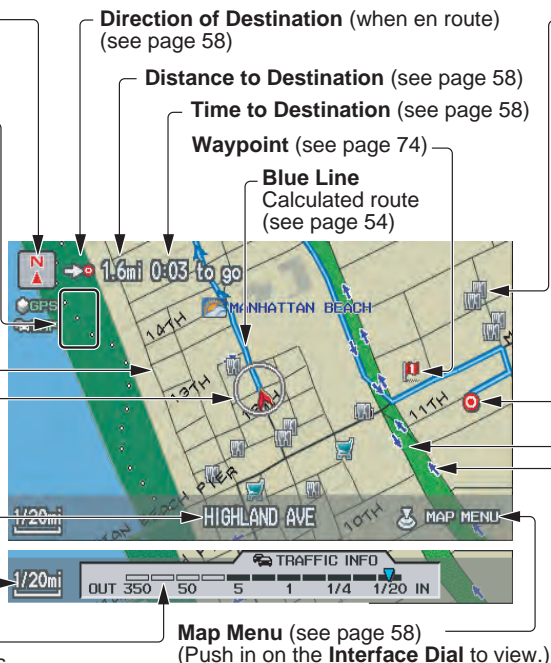 Direction of Destination (when en route)
(see page 58)
Distance to Destination (see page 58)
Time to Destination (see page 58)
Waypoint (see page 74)
Blue Line
Calculated route
(see page 54)
N
1.6mi 0:03 to go
GPS
MANHATTAN BEACH
14TH
13TH
1
11TH
10TH
PIER
1/20mi
HIGHLAND AVE
MAP MENU
TRAFFIC INFO
1/20mi
OUT 350 50 5 1 1/4 1/20 IN
Map Menu (see page 58)
(Push in on the Interface Dial to view.)